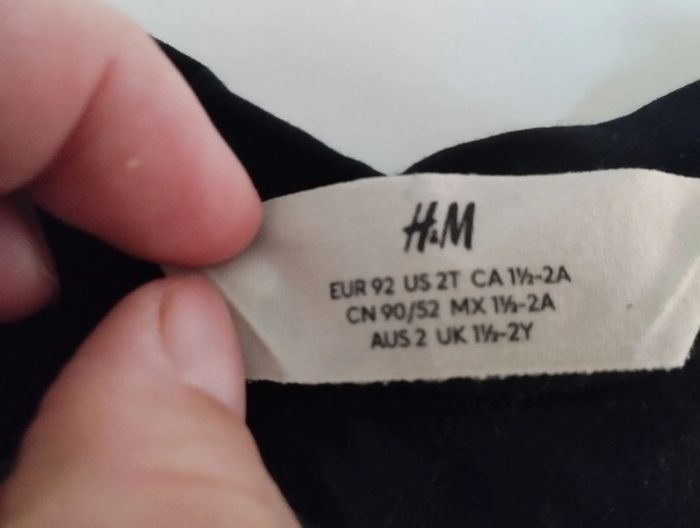 H&M
EUR 92 US 2T CA 1½-2A
CN 90/52 MX 1½-2A
AUS 2 UK 1½-2Y